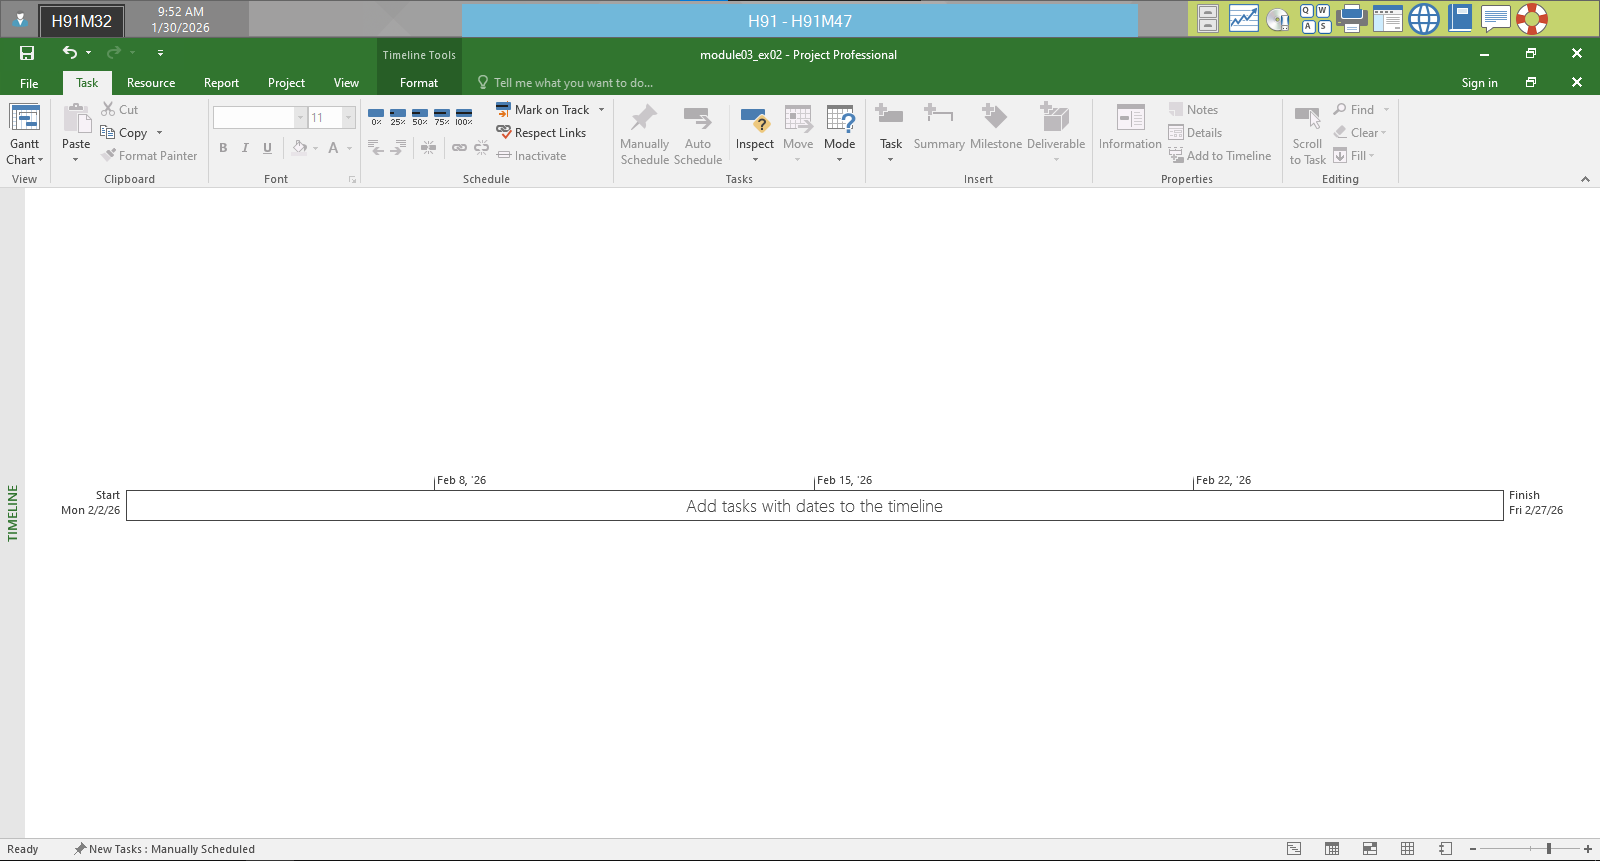 H91M32
9:52 AM
1/30/2026
H91 - H91M47
Q W
A S
Timeline Tools
module03_ex02 - Project Professional
File
Task
Resource
Report
Project
View
Format
Tell me what you want to do...
Sign in
Gantt
Chart
View
Paste
Cut
Copy
Format Painter
Clipboard
11
B I U
A
Font
0% 25% 50% 75% 100%
Mark on Track
Respect Links
Inactivate
Schedule
Manually
Schedule
Auto
Schedule
Inspect
Move
Mode
Tasks
Task
Summary
Milestone
Deliverable
Insert
Information
Notes
Details
Add to Timeline
Properties
Scroll
to Task
Find
Clear
Fill
Editing
TIMELINE
Feb 8, '26
Feb 15, '26
Feb 22, '26
Start
Mon 2/2/26
Add tasks with dates to the timeline
Finish
Fri 2/27/26
Ready
New Tasks : Manually Scheduled